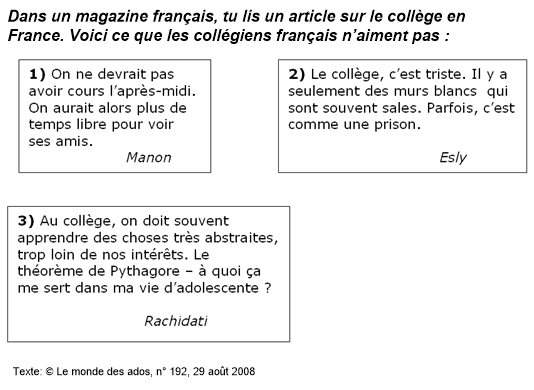 Dans un magazine français, tu lis un article sur le collège en
France. Voici ce que les collégiens français n'aiment pas :
1) On ne devrait pas
avoir cours l'après-midi.
On aurait alors plus de
temps libre pour voir
ses amis.
Manon
2) Le collège, c'est triste. Il y a
seulement des murs blancs qui
sont souvent sales. Parfois, c'est
comme une prison.
Esly
3) Au collège, on doit souvent
apprendre des choses très abstraites,
trop loin de nos intérêts. Le
théorème de Pythagore – à quoi ça
me sert dans ma vie d'adolescente ?
Rachidati
Texte: © Le monde des ados, n° 192, 29 août 2008